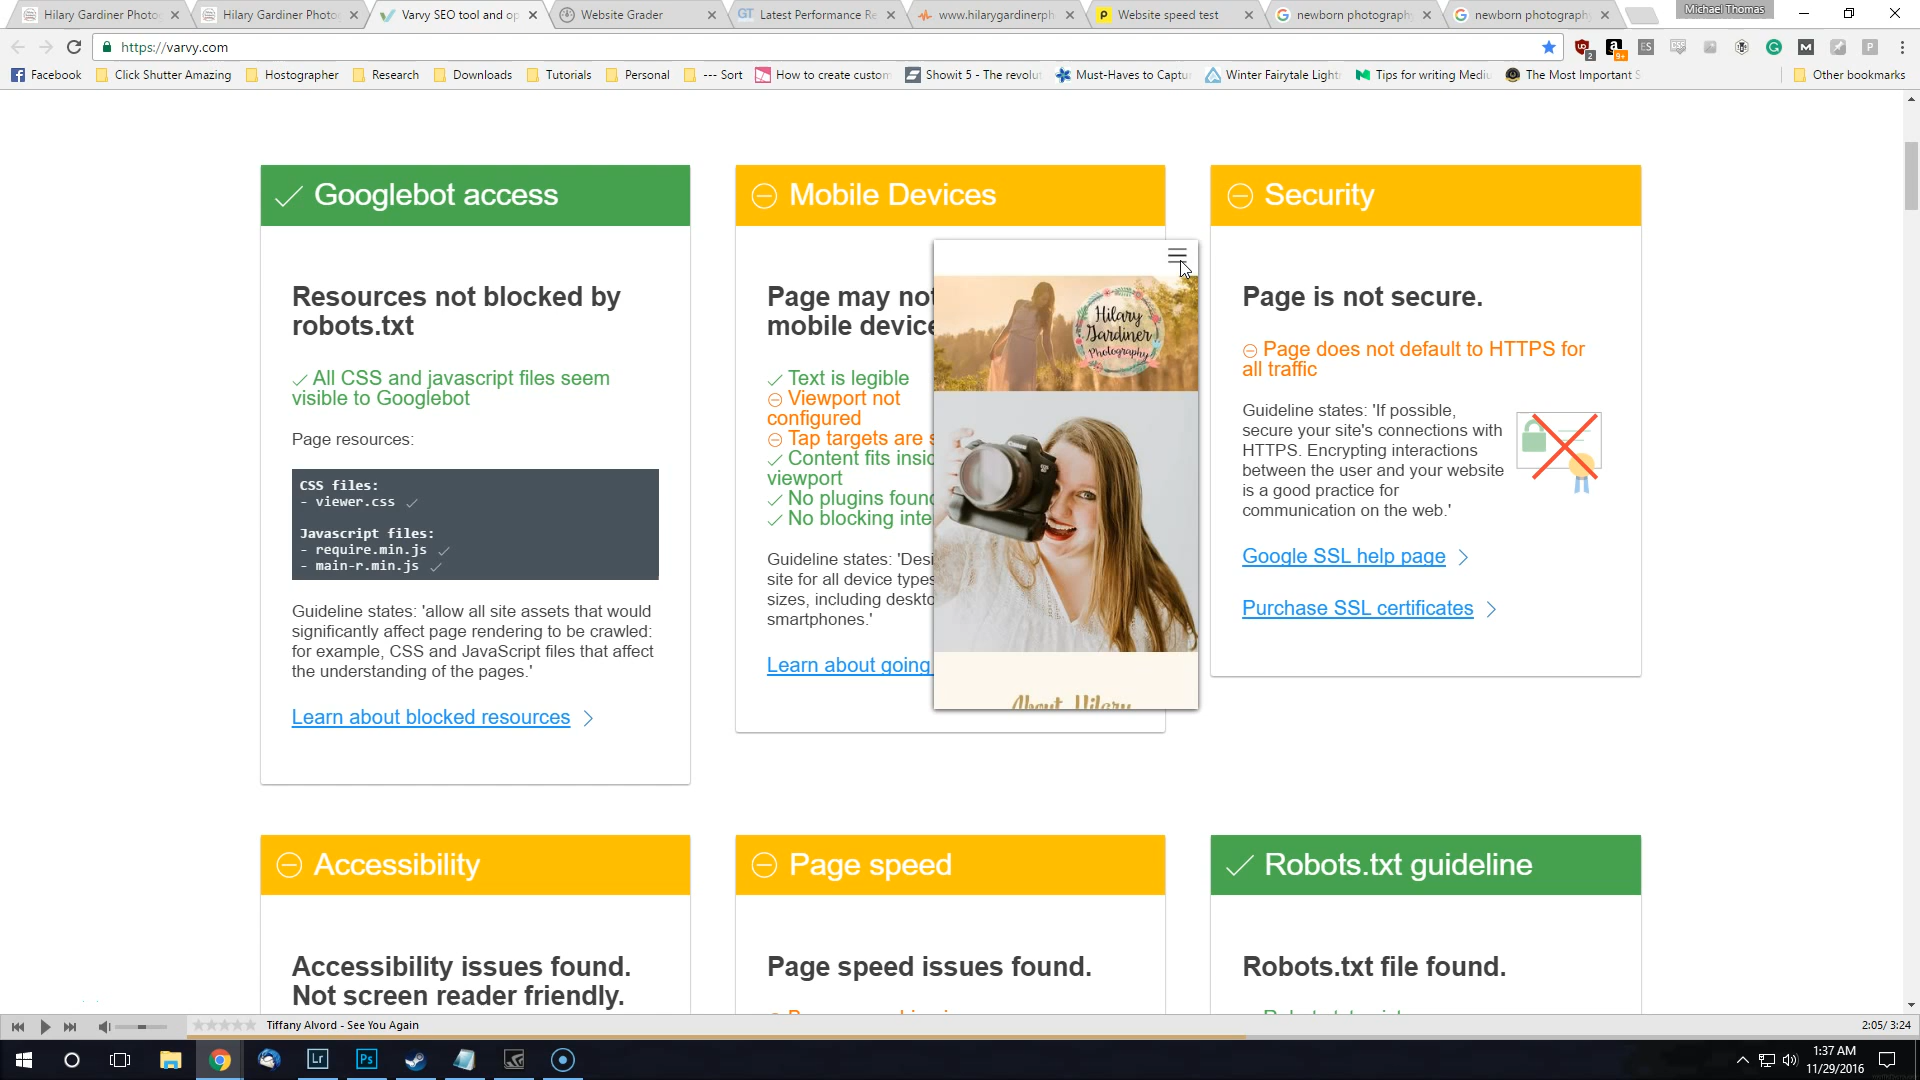 Hilary Gardiner Photo
Hilary Gardiner Photo
Varvy SEO tool and op
Website Grader
GT Latest Performance Re
www.hilarygardinerph
Website speed test
newborn photography
newborn photography
Michael Thomas
https://varvy.com
Facebook
Click Shutter Amazing
Hostographer
Research
Downloads
Tutorials
Personal
--- Sort
How to create custom
Showit 5 - The revolu
Must-Haves to Captu
Winter Fairytale Light
Tips for writing Mediu
The Most Important S
Other bookmarks
Googlebot access
Resources not blocked by
robots.txt
All CSS and javascript files seem
visible to Googlebot
Page resources:
CSS files:
- viewer.css
Javascript files:
- require.min.js
- main-r.min.js
Guideline states: 'allow all site assets that would
significantly affect page rendering to be crawled:
for example, CSS and JavaScript files that affect
the understanding of the pages.'
Learn about blocked resources
Mobile Devices
Page may not
mobile device
Text is legible
Viewport not
configured
Tap targets are s
Content fits insid
viewport
No plugins found
No blocking inte
Guideline states: 'Desi
site for all device types
sizes, including deskto
smartphones.'
Learn about going
Hilary
Gardiner
Photography
About Hilary
Security
Page is not secure.
Page does not default to HTTPS for
all traffic
Guideline states: 'If possible,
secure your site's connections with
HTTPS. Encrypting interactions
between the user and your website
is a good practice for
communication on the web.'
Google SSL help page
Purchase SSL certificates
Accessibility
Accessibility issues found.
Not screen reader friendly.
Page speed
Page speed issues found.
Robots.txt guideline
Robots.txt file found.
Tiffany Alvord - See You Again
2:05/ 3:24
Lr
Ps
1:37 AM
11/29/2016